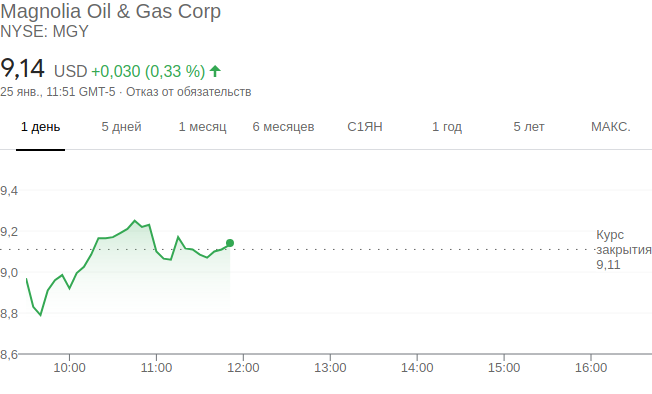 Magnolia Oil & Gas Corp
NYSE: MGY
9,14 USD +0,030 (0,33 %)
25 янв., 11:51 GMT-5 · Отказ от обязательств
1 день 5 дней 1 месяц 6 месяцев С1ЯН 1 год 5 лет МАКС.
9,4
9,2
Курс
закрытия
9,11
9,0
8,8
8,6
10:00 11:00 12:00 13:00 14:00 15:00 16:00